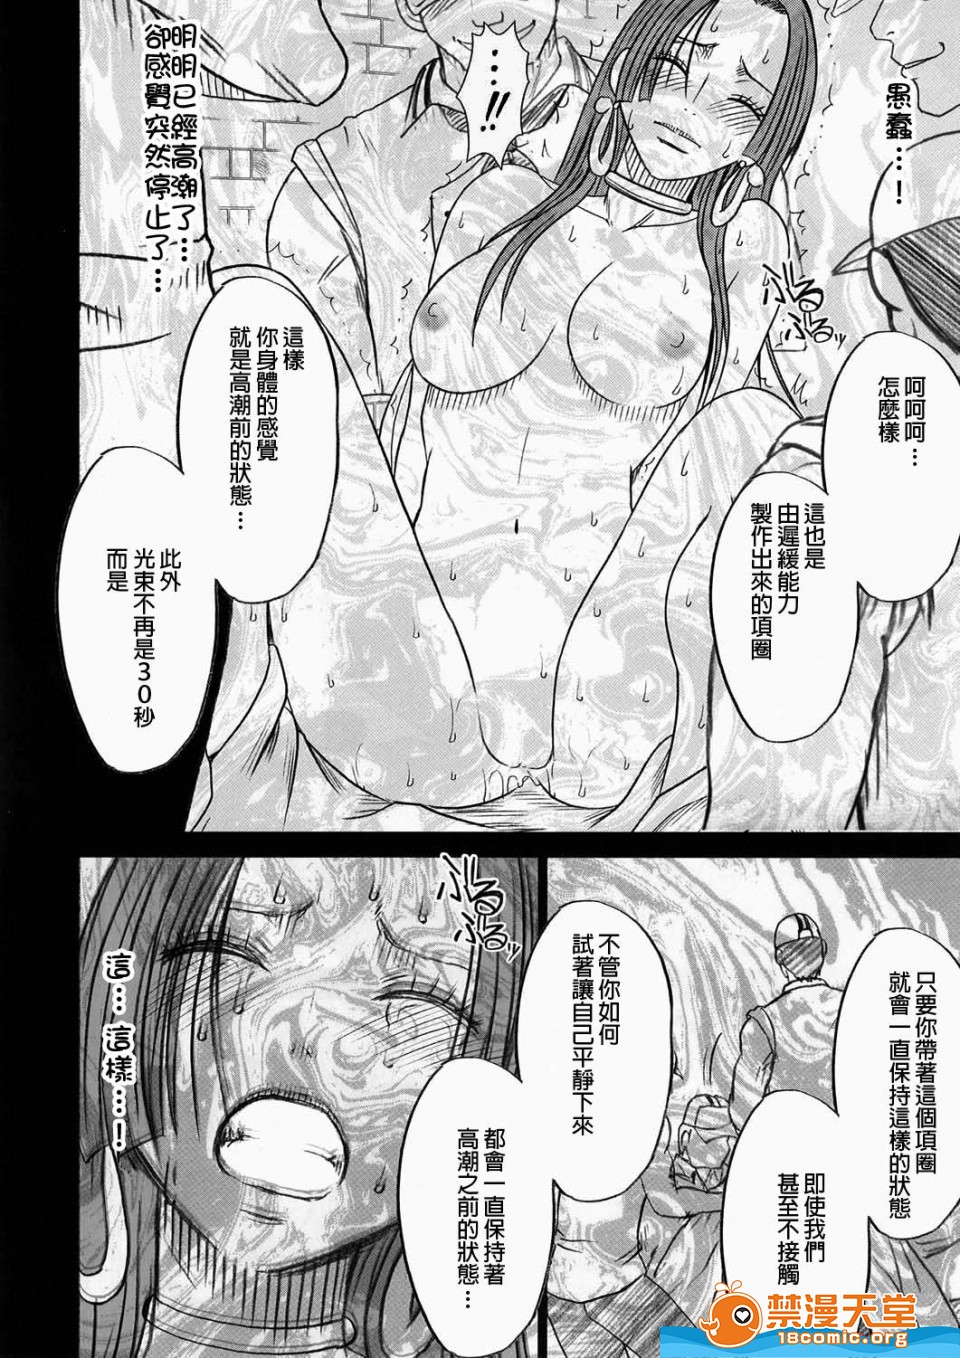 愚蠢…！
…!!
明明已經高潮了…
卻感覺突然停止了…
ぶるぶるッ
呵呵呵…
怎麼樣
這也是
由遲緩能力
製作出來的項圈
這樣
你身體的感覺
就是高潮前的狀態…
此外
光束不再是30秒
而是
只要你帶著這個項圈
就會一直保持這樣的狀態
即使我們
甚至不接觸
不管你如何
試著讓自己平靜下來
都會一直保持著
高潮之前的狀態…
ぶるぶるッ
這…這樣…！
禁漫天堂
18comic.org